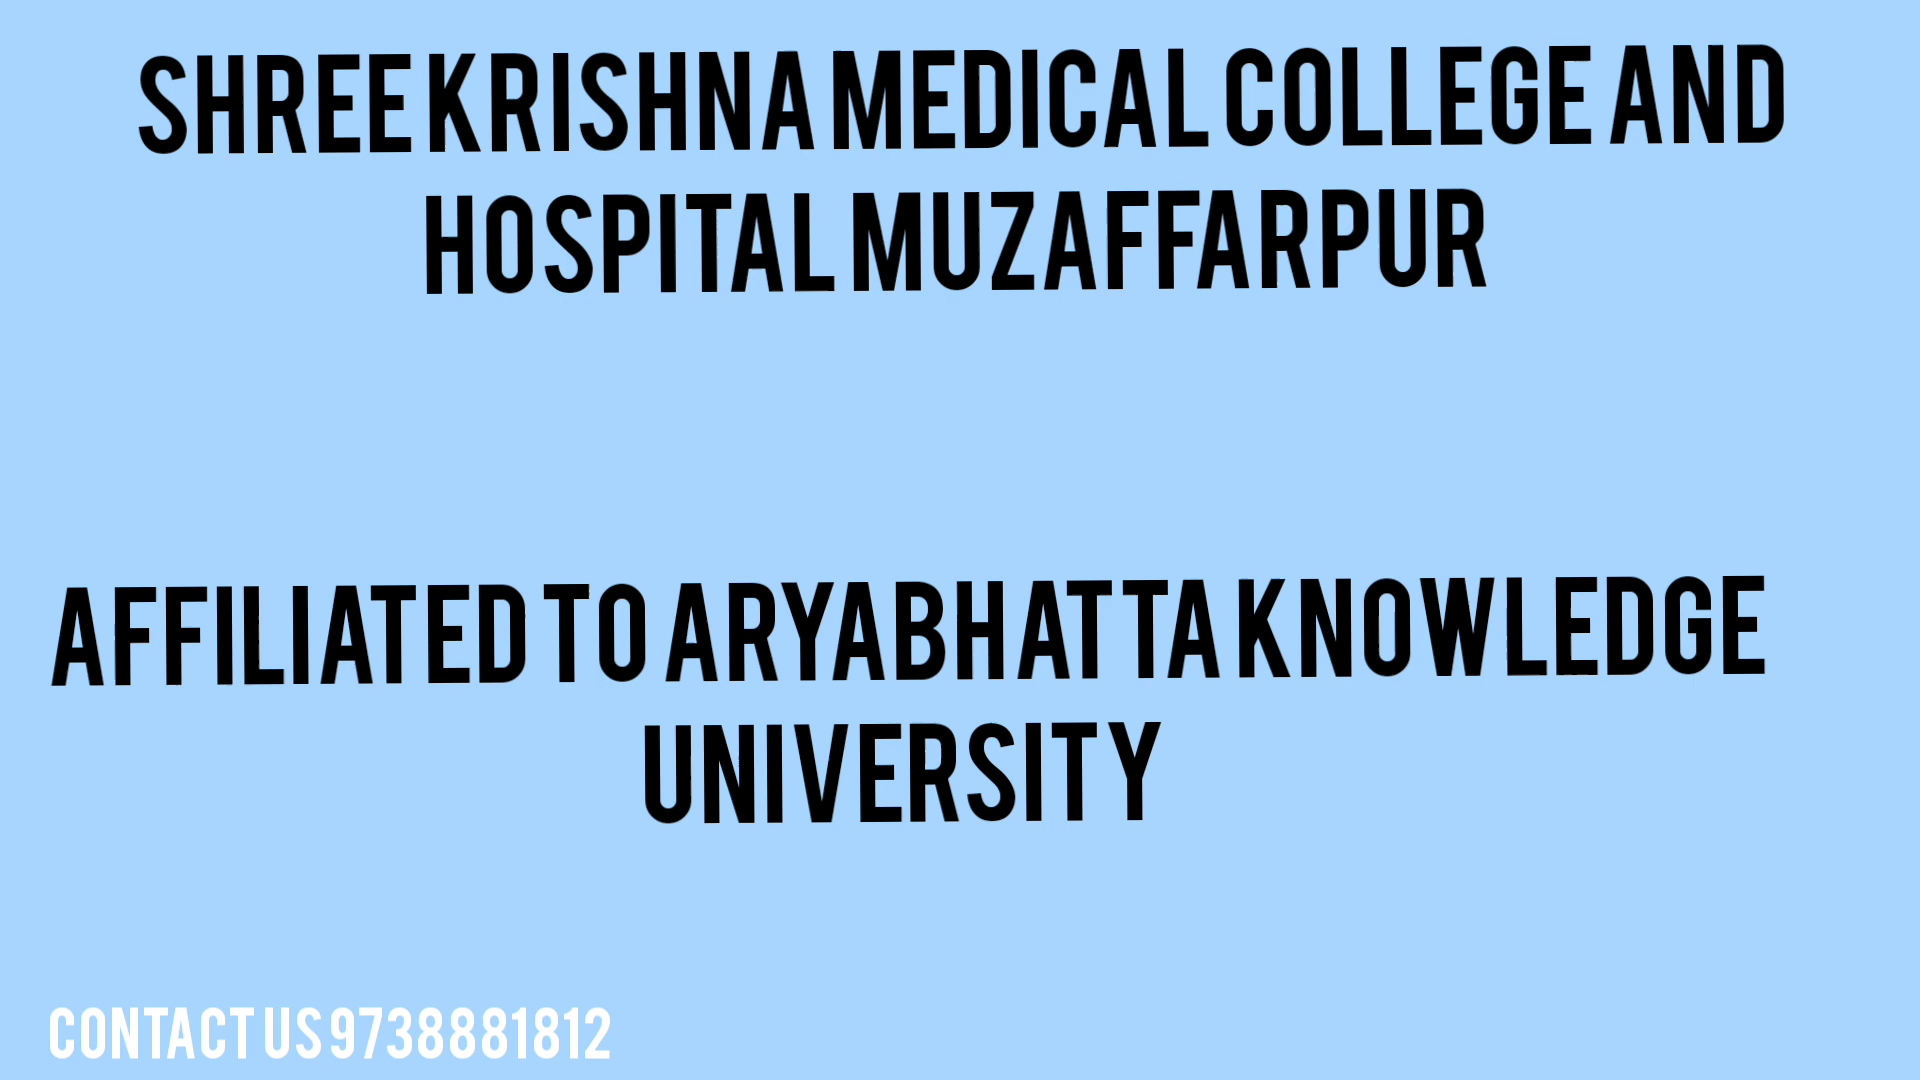 SHREE KRISHNA MEDICAL COLLEGE AND
HOSPITAL MUZAFFARPUR
AFFILIATED TO ARYABHATTA KNOWLEDGE
UNIVERSITY
CONTACT US 9738881812